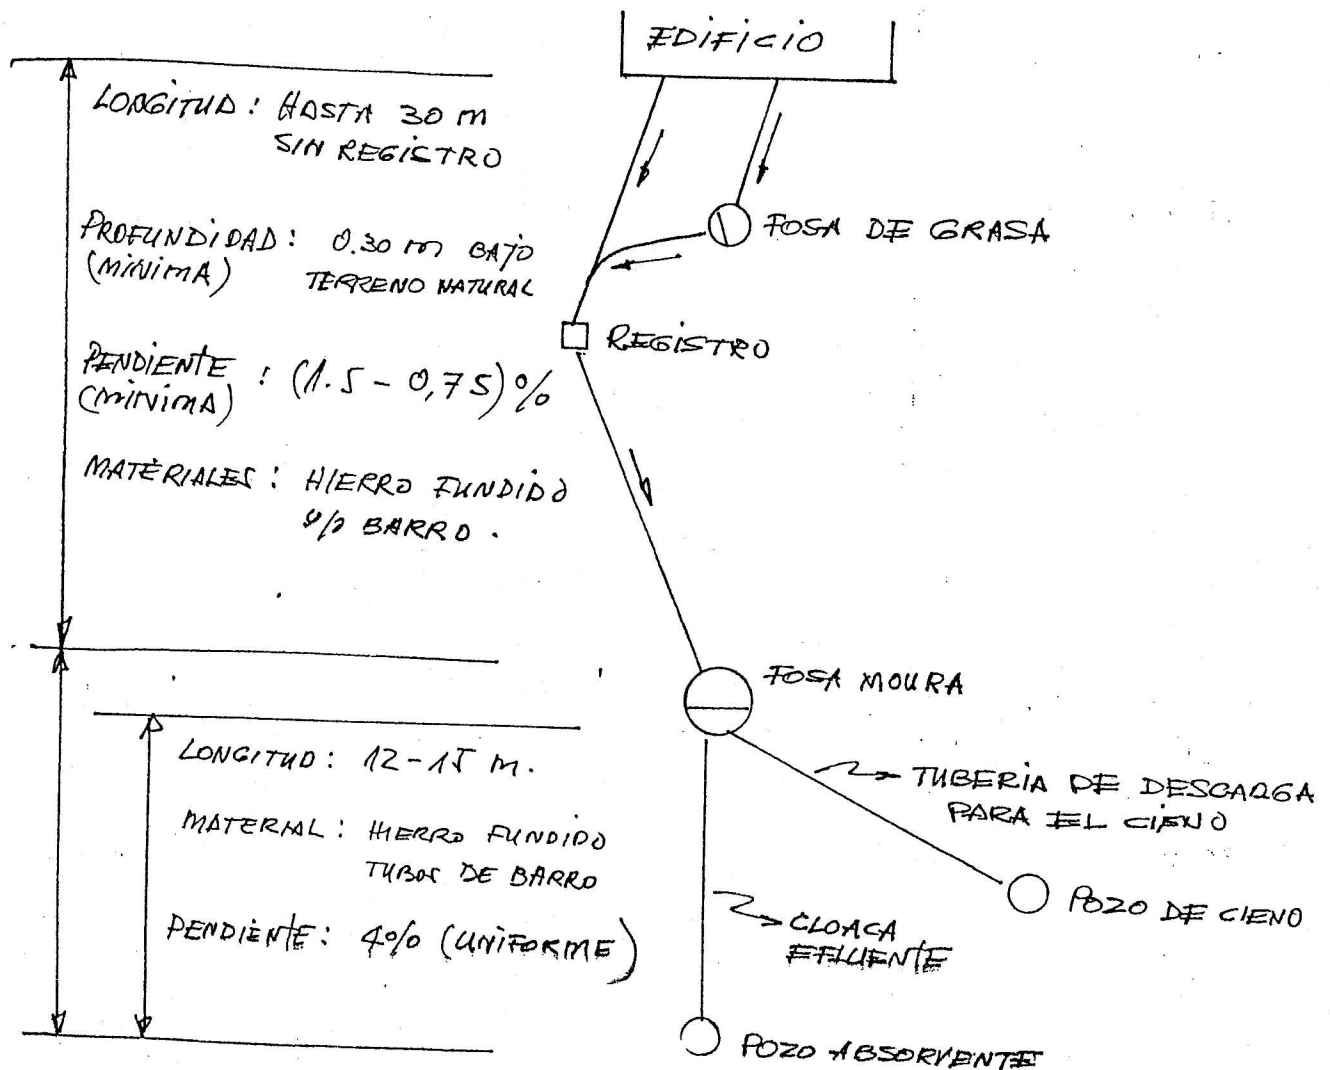 EDIFICIO
LONGITUD: HASTA 30 m
SIN REGISTRO
PROFUNDIDAD: 0.30 m BAJO
(MINIMA) TERRENO NATURAL
FOSA DE GRASA
REGISTRO
PENDIENTE : (1.5 - 0,75)%
(MINIMA)
MATERIALES: HIERRO FUNDIDO
Y/O BARRO.
FOSA MOURA
LONGITUD: 12-15 m.
MATERIAL: HIERRO FUNDIDO
TUBOS DE BARRO
PENDIENTE: 4% (UNIFORME)
TUBERIA DE DESCARGA
PARA EL CIENO
POZO DE CIENO
CLOACA
EFLUENTE
POZO ABSORVENTE